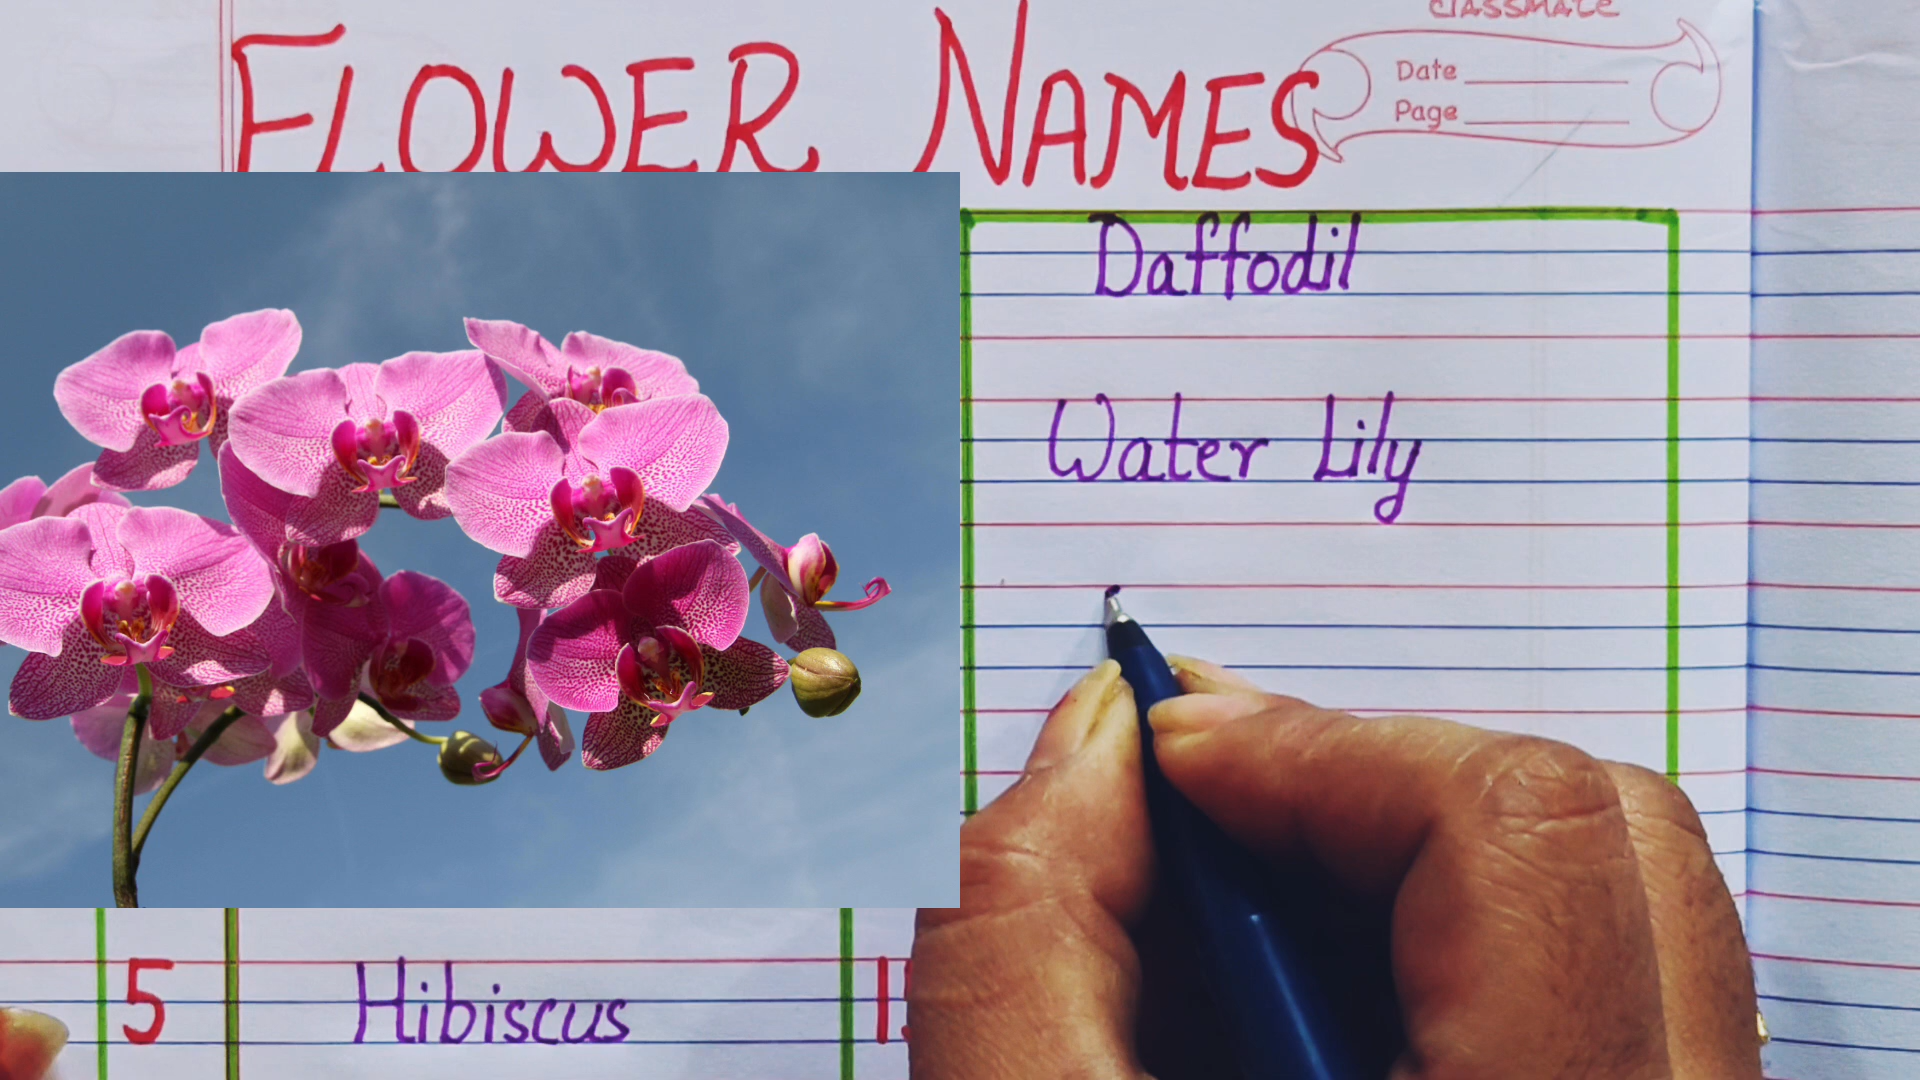 classmate
FLOWER NAMES
Date
Page
Daffodil
Water Lily
5 Hibiscus